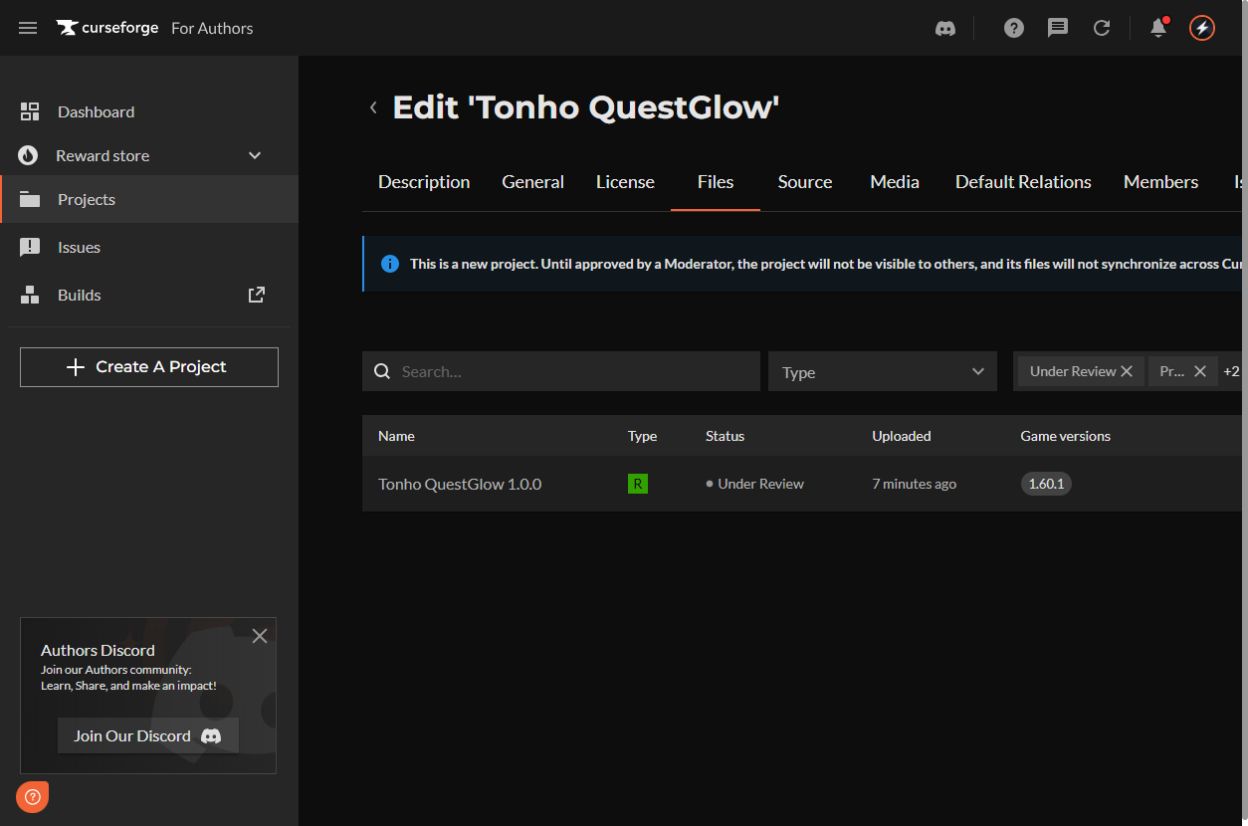 curseforge For Authors
Dashboard
Reward store
Projects
Issues
Builds
Create A Project
Edit 'Tonho QuestGlow'
Description General License Files Source Media Default Relations Members
This is a new project. Until approved by a Moderator, the project will not be visible to others, and its files will not synchronize across
Search... Type Under Review Pr... +2
Name Type Status Uploaded Game versions
Tonho QuestGlow 1.0.0 R Under Review 7 minutes ago 1.60.1
Authors Discord
Join our Authors community:
Learn, Share, and make an impact!
Join Our Discord